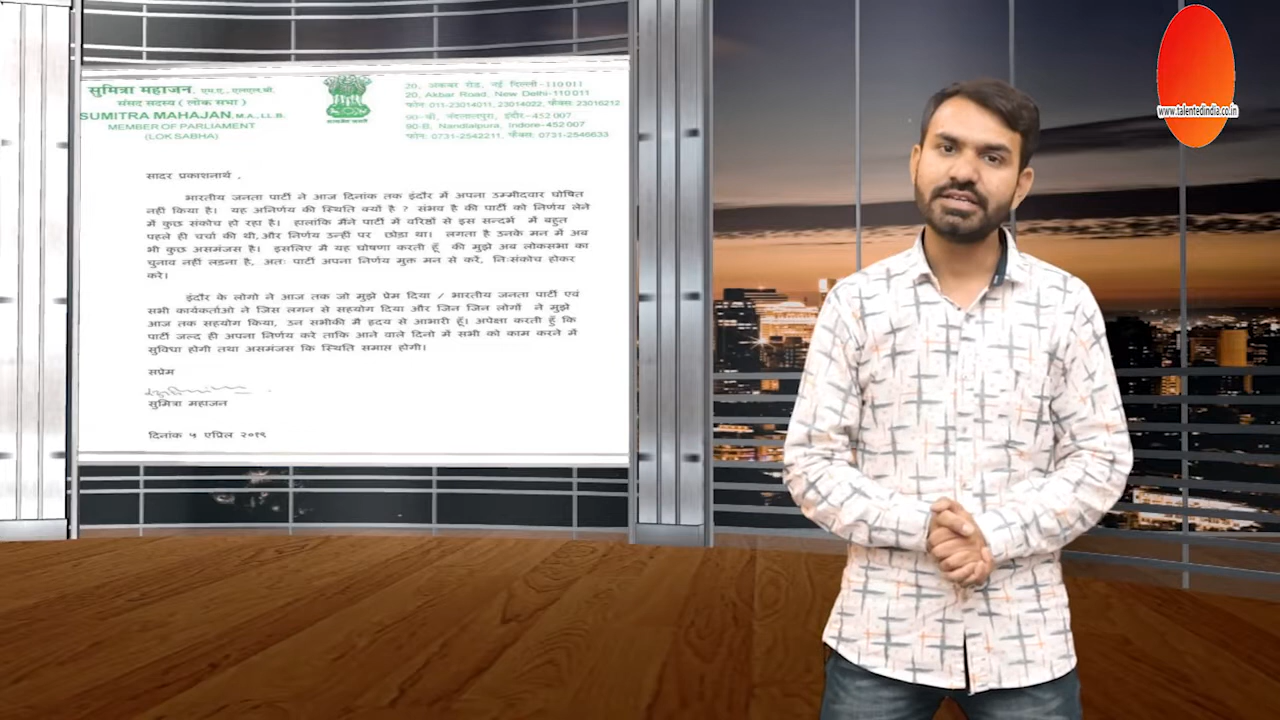 सुमित्रा महाजन, एम.ए., एलएल.बी.
संसद सदस्य (लोक सभा)
SUMITRA MAHAJAN, M.A., LL.B.
MEMBER OF PARLIAMENT
(LOK SABHA)
20, अकबर रोड, नई दिल्ली-110 011
20, Akbar Road, New Delhi-110 011
फोन: 011-23014011, 23014022, फेक्स: 23016212
90-बी, नंदलालपुरा, इंदौर-452 007
90-B, Nandlalpura, Indore-452 007
फोन: 0731-2542211, फेक्स: 0731-2546633
सादर प्रकाशनार्थ ,
भारतीय जनता पार्टी ने आज दिनांक तक इंदौर में अपना उम्मीदवार घोषित
नहीं किया है। यह अनिर्णय की स्थिति क्यों है ? संभव है की पार्टी को निर्णय लेने
में कुछ संकोच हो रहा है। हालांकि मैंने पार्टी में वरिष्ठों से इस सन्दर्भ में बहुत
पहले ही चर्चा की थी,और निर्णय उन्हीं पर छोड़ा था। लगता है उनके मन में अब
भी कुछ असमंजस है। इसलिए मै यह घोषणा करती हूँ की मुझे अब लोकसभा का
चुनाव नहीं लड़ना है, अतः पार्टी अपना निर्णय मुक्त मन से करें, निःसंकोच होकर
करे।
इंदौर के लोगो ने आज तक जो मुझे प्रेम दिया / भारतीय जनता पार्टी एवं
सभी कार्यकर्ताओ ने जिस लगन से सहयोग दिया और जिन जिन लोगों ने मुझे
आज तक सहयोग किया, उन सभीकी मै ह्रदय से आभारी हूँ। अपेक्षा करती हूँ कि
पार्टी जल्द ही अपना निर्णय करे ताकि आने वाले दिनो में सभी को काम करने में
सुविधा होगी तथा असमंजस कि स्थिति समाप्त होगी।
सप्रेम
सुमित्रा महाजन
दिनांक ५ एप्रिल २०१९
www.talentedindia.co.in